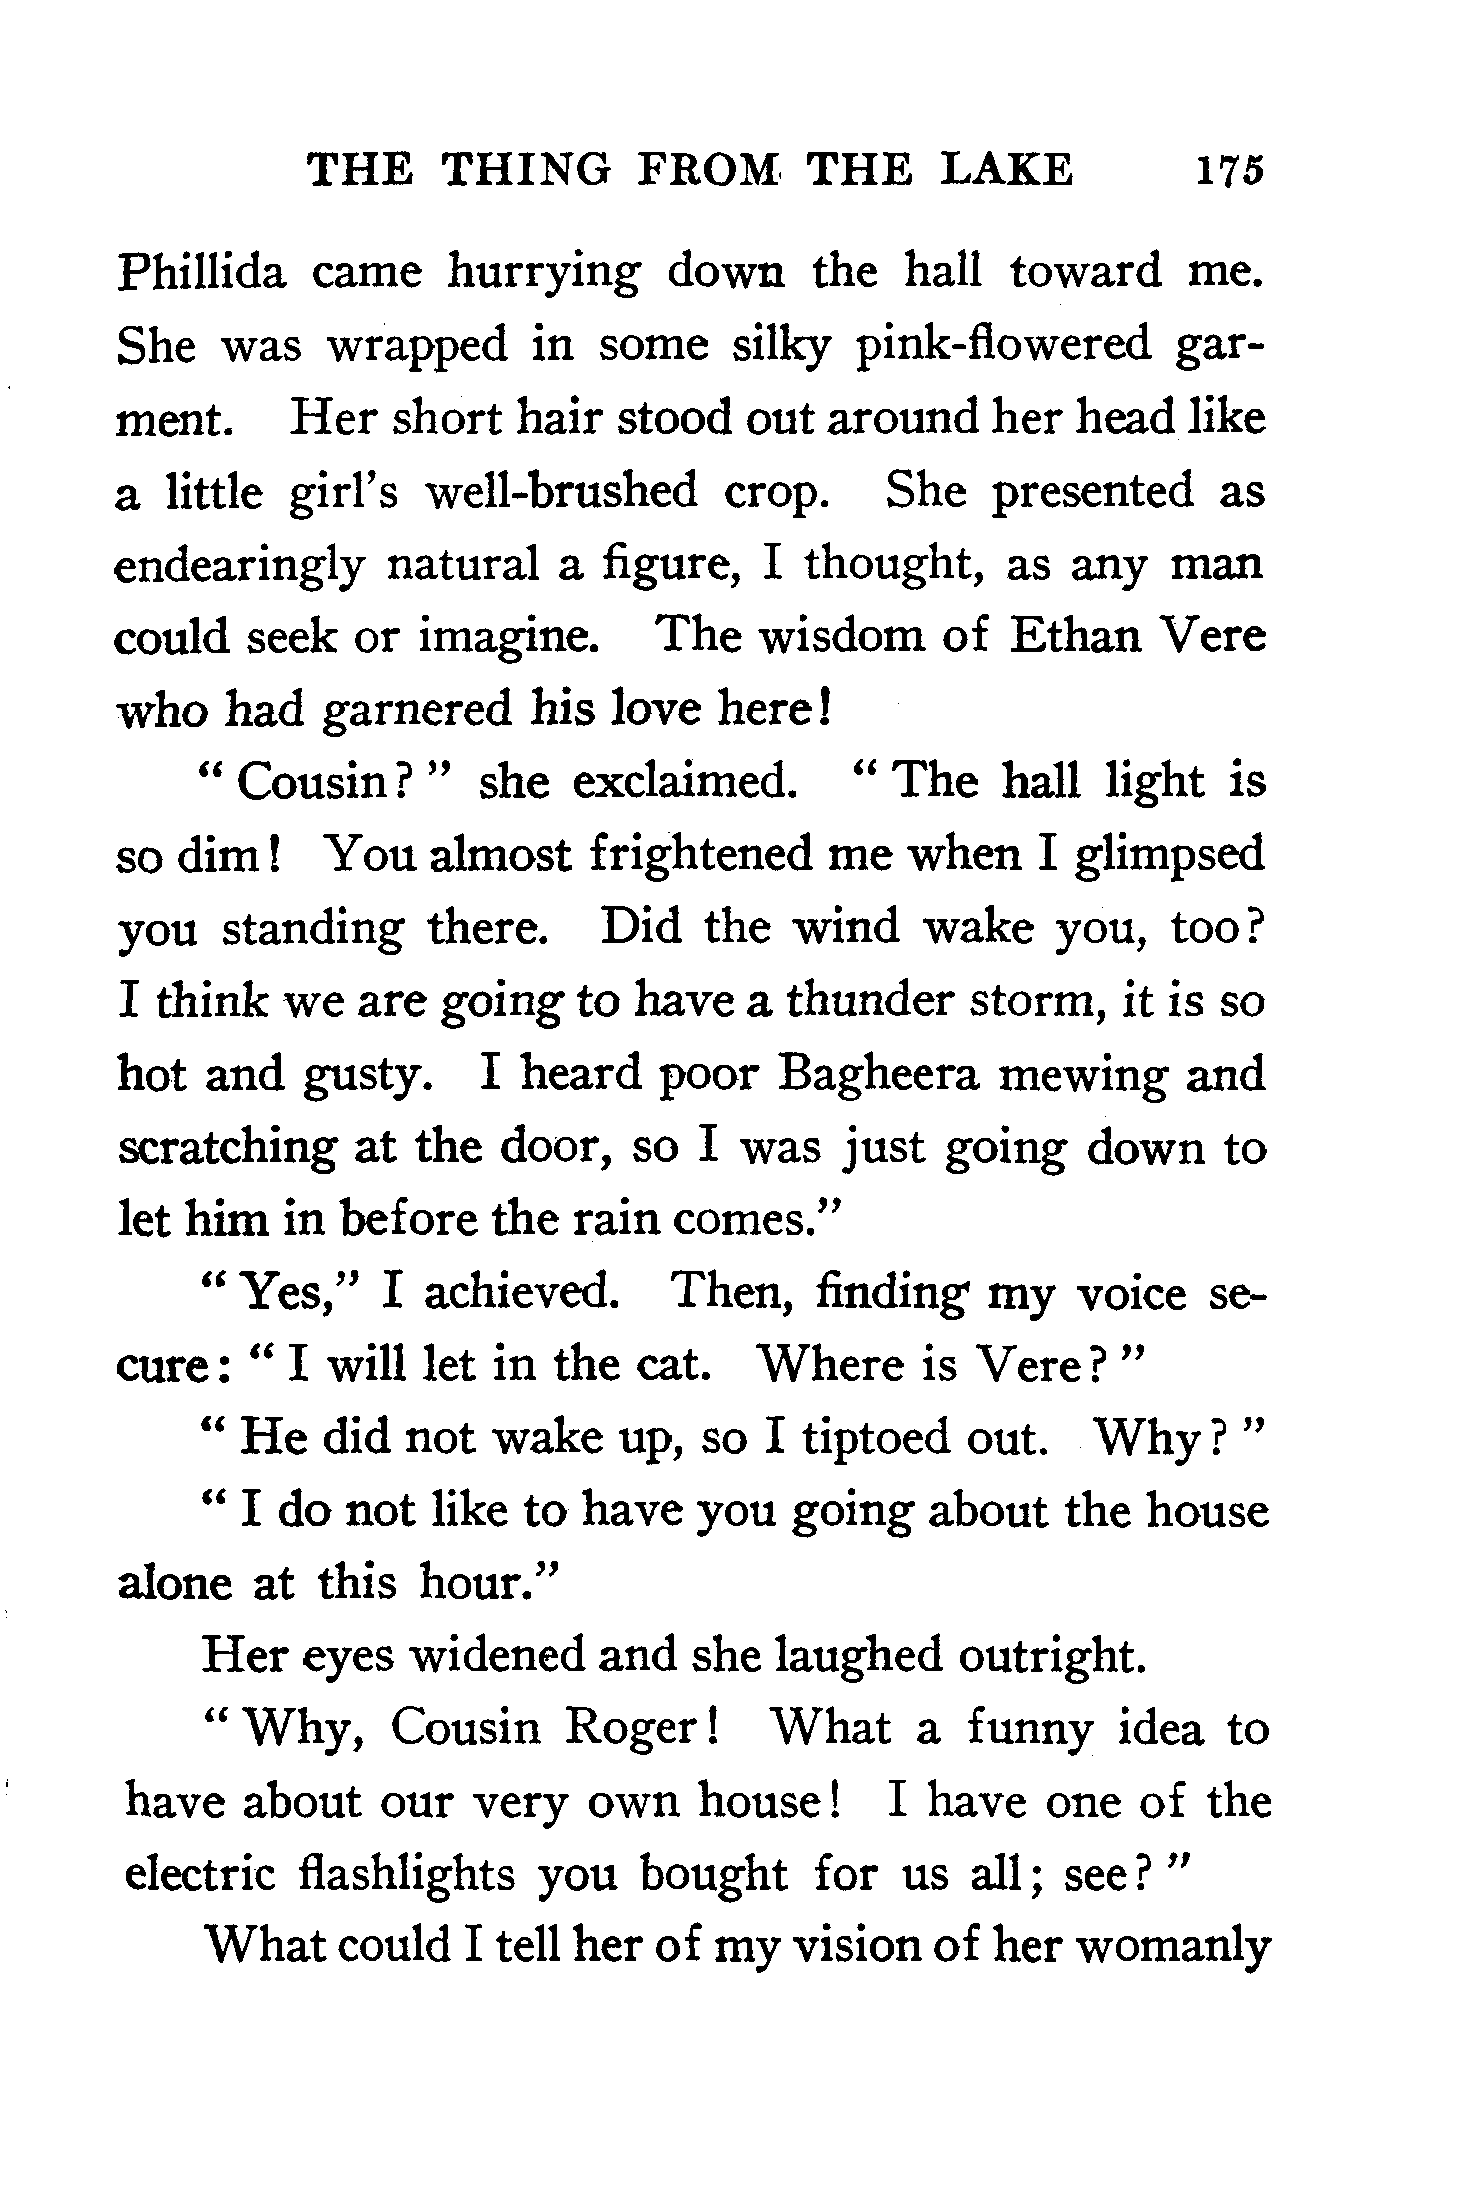 THE THING FROM THE LAKE 175
Phillida came hurrying down the hall toward me.
She was wrapped in some silky pink-flowered gar-
ment. Her short hair stood out around her head like
a little girl's well-brushed crop. She presented as
endearingly natural a figure, I thought, as any man
could seek or imagine. The wisdom of Ethan Vere
who had garnered his love here!
“ Cousin? ” she exclaimed. “ The hall light is
so dim! You almost frightened me when I glimpsed
you standing there. Did the wind wake you, too?
I think we are going to have a thunder storm, it is so
hot and gusty. I heard poor Bagheera mewing and
scratching at the door, so I was just going down to
let him in before the rain comes.”
“ Yes,” I achieved. Then, finding my voice se-
cure: “ I will let in the cat. Where is Vere? ”
“ He did not wake up, so I tiptoed out. Why? ”
“ I do not like to have you going about the house
alone at this hour.”
Her eyes widened and she laughed outright.
“ Why, Cousin Roger! What a funny idea to
have about our very own house! I have one of the
electric flashlights you bought for us all; see? ”
What could I tell her of my vision of her womanly